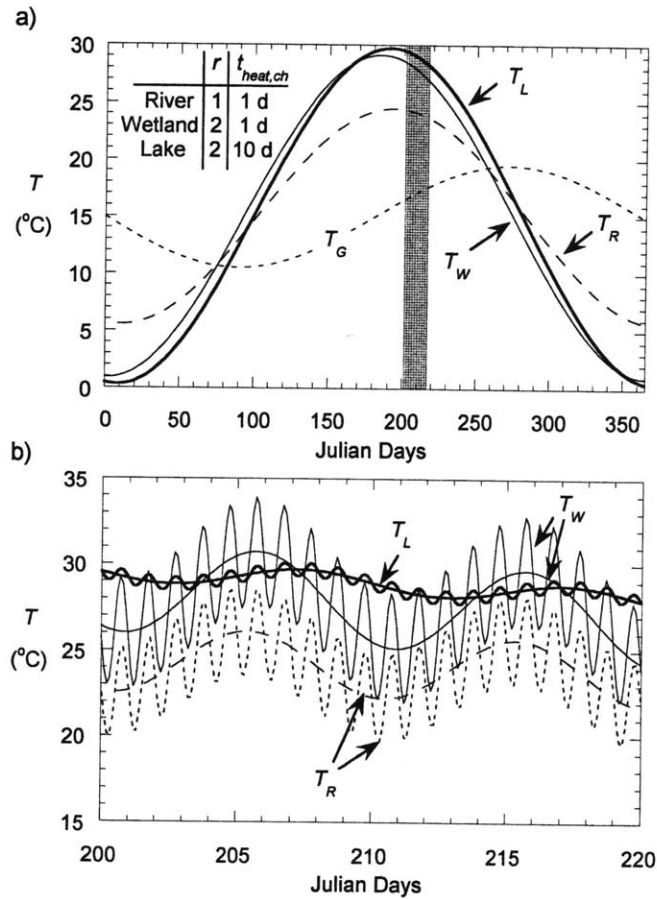 a)
30
25
20
15
10
5
0
T
(°C)
r t_heat,ch
River 1 1 d
Wetland 2 1 d
Lake 2 10 d
T_L
T_R
T_G
T_W
0 50 100 150 200 250 300 350
Julian Days
b)
35
30
25
20
15
T
(°C)
T_W
T_L
T_R
200 205 210 215 220
Julian Days